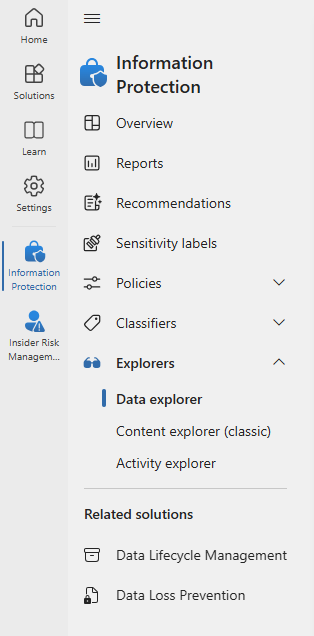 Home
Solutions
Learn
Settings
Information
Protection
Insider Risk
Managem...
Information
Protection
Overview
Reports
Recommendations
Sensitivity labels
Policies
Classifiers
Explorers
Data explorer
Content explorer (classic)
Activity explorer
Related solutions
Data Lifecycle Management
Data Loss Prevention